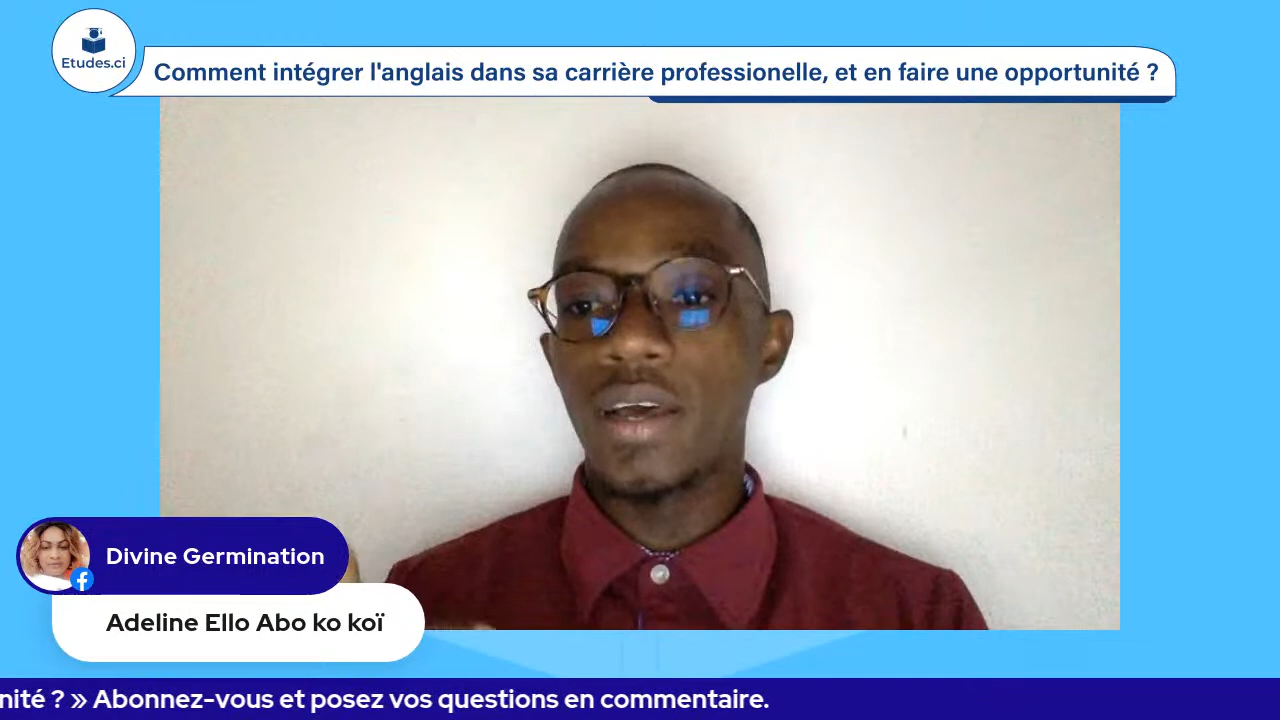 Etudes.ci
Comment intégrer l'anglais dans sa carrière professionelle, et en faire une opportunité ?
Divine Germination
Adeline Ello Abo ko koï
nité ? » Abonnez-vous et posez vos questions en commentaire.